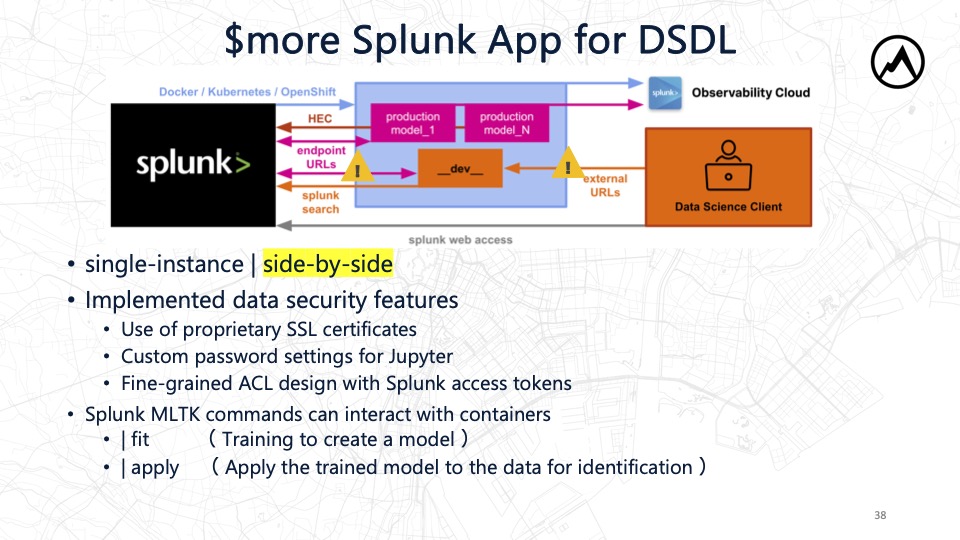 $more Splunk App for DSDL
Docker / Kubernetes / OpenShift
HEC
endpoint
URLs
splunk
search
splunk>
production
model_1
production
model_N
__dev__
!
!
external
URLs
splunk>
Observability Cloud
Data Science Client
splunk web access
• single-instance | side-by-side
• Implemented data security features
• Use of proprietary SSL certificates
• Custom password settings for Jupyter
• Fine-grained ACL design with Splunk access tokens
• Splunk MLTK commands can interact with containers
• | fit （ Training to create a model ）
• | apply （ Apply the trained model to the data for identification ）
38